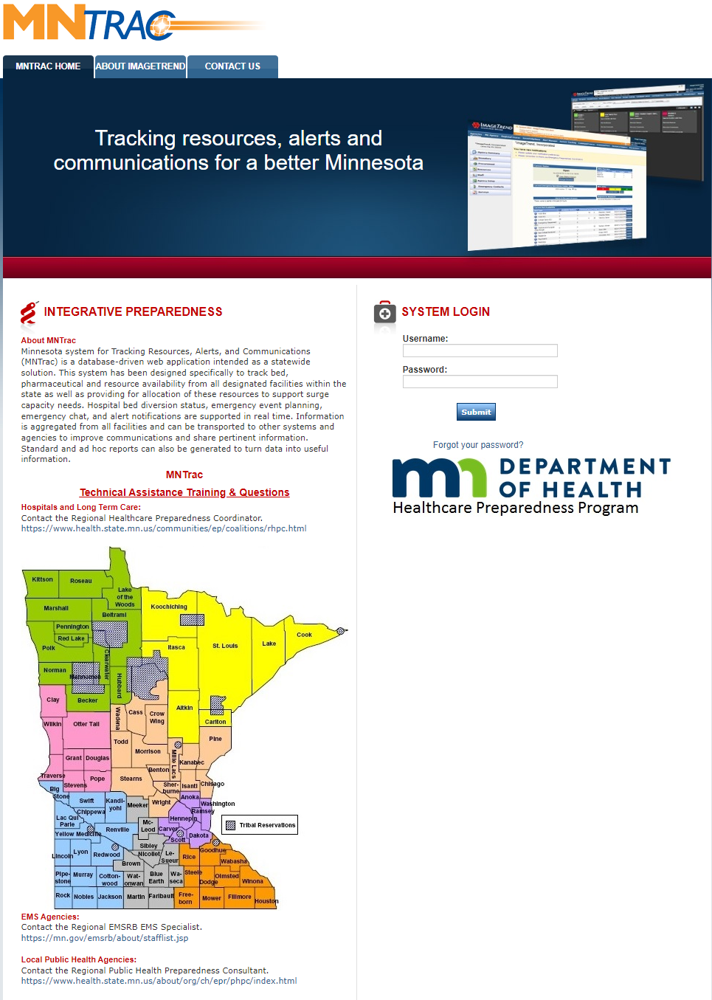 MNTRAC
MNTRAC HOME
ABOUT IMAGETREND
CONTACT US
Tracking resources, alerts and
communications for a better Minnesota
IMAGETREND
IMAGETREND
INTEGRATIVE PREPAREDNESS
About MNTrac
Minnesota system for Tracking Resources, Alerts, and Communications
(MNTrac) is a database-driven web application intended as a statewide
solution. This system has been designed specifically to track bed,
pharmaceutical and resource availability from all designated facilities within the
state as well as providing for allocation of these resources to support surge
capacity needs. Hospital bed diversion status, emergency event planning,
emergency chat, and alert notifications are supported in real time. Information
is aggregated from all facilities and can be transported to other systems and
agencies to improve communications and share pertinent information.
Standard and ad hoc reports can also be generated to turn data into useful
information.
MNTrac
Technical Assistance Training & Questions
Hospitals and Long Term Care:
Contact the Regional Healthcare Preparedness Coordinator.
https://www.health.state.mn.us/communities/ep/coalitions/rhpc.html
Kittson
Roseau
Lake
of the
Woods
Marshall
Koochiching
Beltrami
Pennington
Red Lake
Polk
Clearwater
Itasca
St. Louis
Lake
Cook
Norman
Mahnomen
Hubbard
Clay
Becker
Wadena
Cass
Crow
Wing
Aitkin
Carlton
Wilkin
Otter Tail
Todd
Morrison
Mille Lacs
Pine
Kanabec
Grant
Douglas
Benton
Traverse
Stevens
Pope
Stearns
Sher-
burne
Isanti
Chisago
Big
Stone
Swift
Kandi-
yohi
Meeker
Wright
Anoka
Washington
Ramsey
Hennepin
Chippewa
Lac Qui
Parle
Mc-
Leod
Carver
Scott
Dakota
Tribal Reservations
Yellow Medicine
Renville
Sibley
Nicollet
Le-
Sueur
Rice
Goodhue
Wabasha
Lincoln
Lyon
Redwood
Brown
Pipe-
stone
Murray
Cotton-
wood
Wat-
onwan
Blue
Earth
Wa-
seca
Steele
Dodge
Olmsted
Winona
Rock
Nobles
Jackson
Martin
Faribault
Free-
born
Mower
Fillmore
Houston
EMS Agencies:
Contact the Regional EMSRB EMS Specialist.
https://mn.gov/emsrb/about/stafflist.jsp
Local Public Health Agencies:
Contact the Regional Public Health Preparedness Consultant.
https://www.health.state.mn.us/about/org/ch/epr/phpc/index.html
SYSTEM LOGIN
Username:
Password:
Submit
Forgot your password?
mn DEPARTMENT
OF HEALTH
Healthcare Preparedness Program